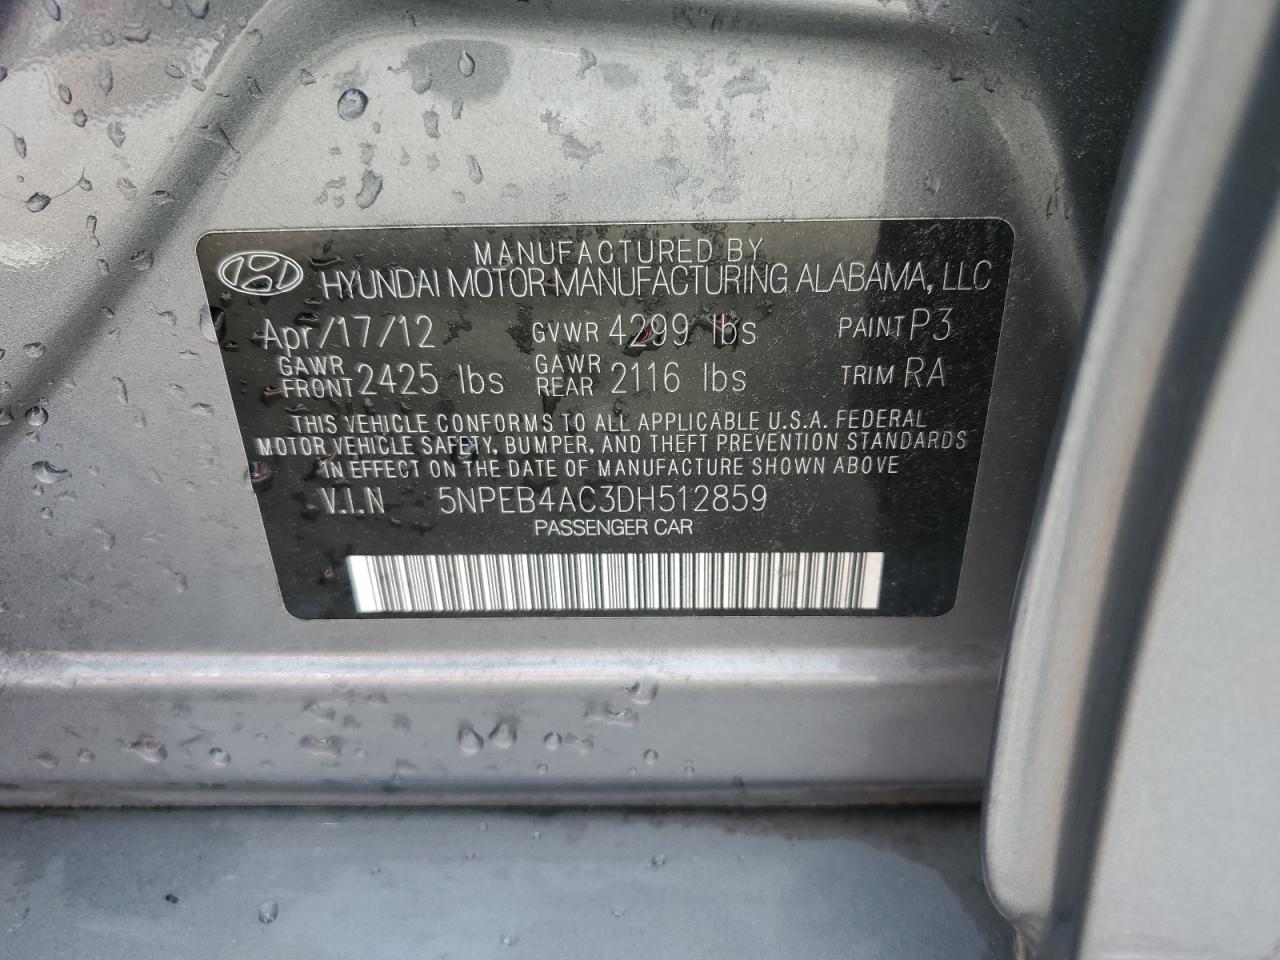 MANUFACTURED BY
HYUNDAI MOTOR MANUFACTURING ALABAMA, LLC
Apr/17/12 GVWR 4299 lbs PAINT P3
GAWR FRONT 2425 lbs GAWR REAR 2116 lbs TRIM RA
THIS VEHICLE CONFORMS TO ALL APPLICABLE U.S.A. FEDERAL
MOTOR VEHICLE SAFETY, BUMPER, AND THEFT PREVENTION STANDARDS
IN EFFECT ON THE DATE OF MANUFACTURE SHOWN ABOVE
V.I.N 5NPEB4AC3DH512859
PASSENGER CAR